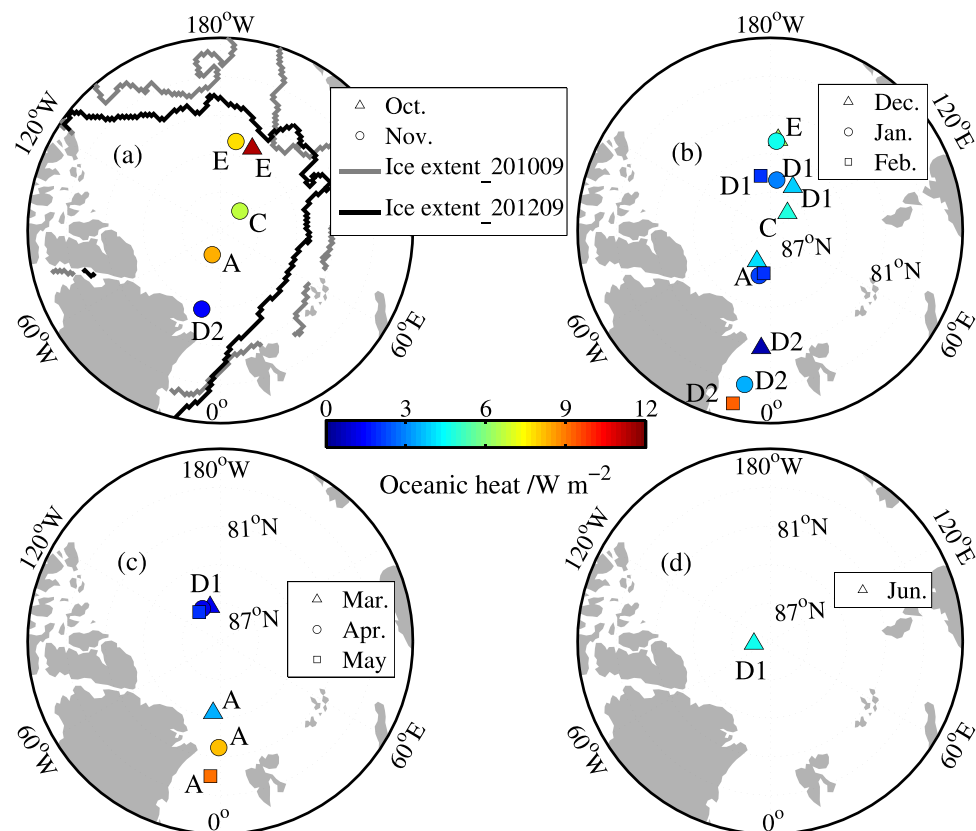 180°W
120°W
(a)
Oct.
Nov.
Ice extent_201009
Ice extent_201209
E
E
C
A
D2
60°W
60°E
0°
180°W
120°E
(b)
Dec.
Jan.
Feb.
E
D1
D1
D1
C
87°N
81°N
A
D2
D2
D2
60°W
0°
0 3 6 9 12
Oceanic heat /W m⁻²
180°W
120°W
81°N
(c)
D1
87°N
Mar.
Apr.
May
A
A
A
60°W
60°E
0°
180°W
120°W
120°E
81°N
(d)
87°N
Jun.
D1
60°W
60°E
0°